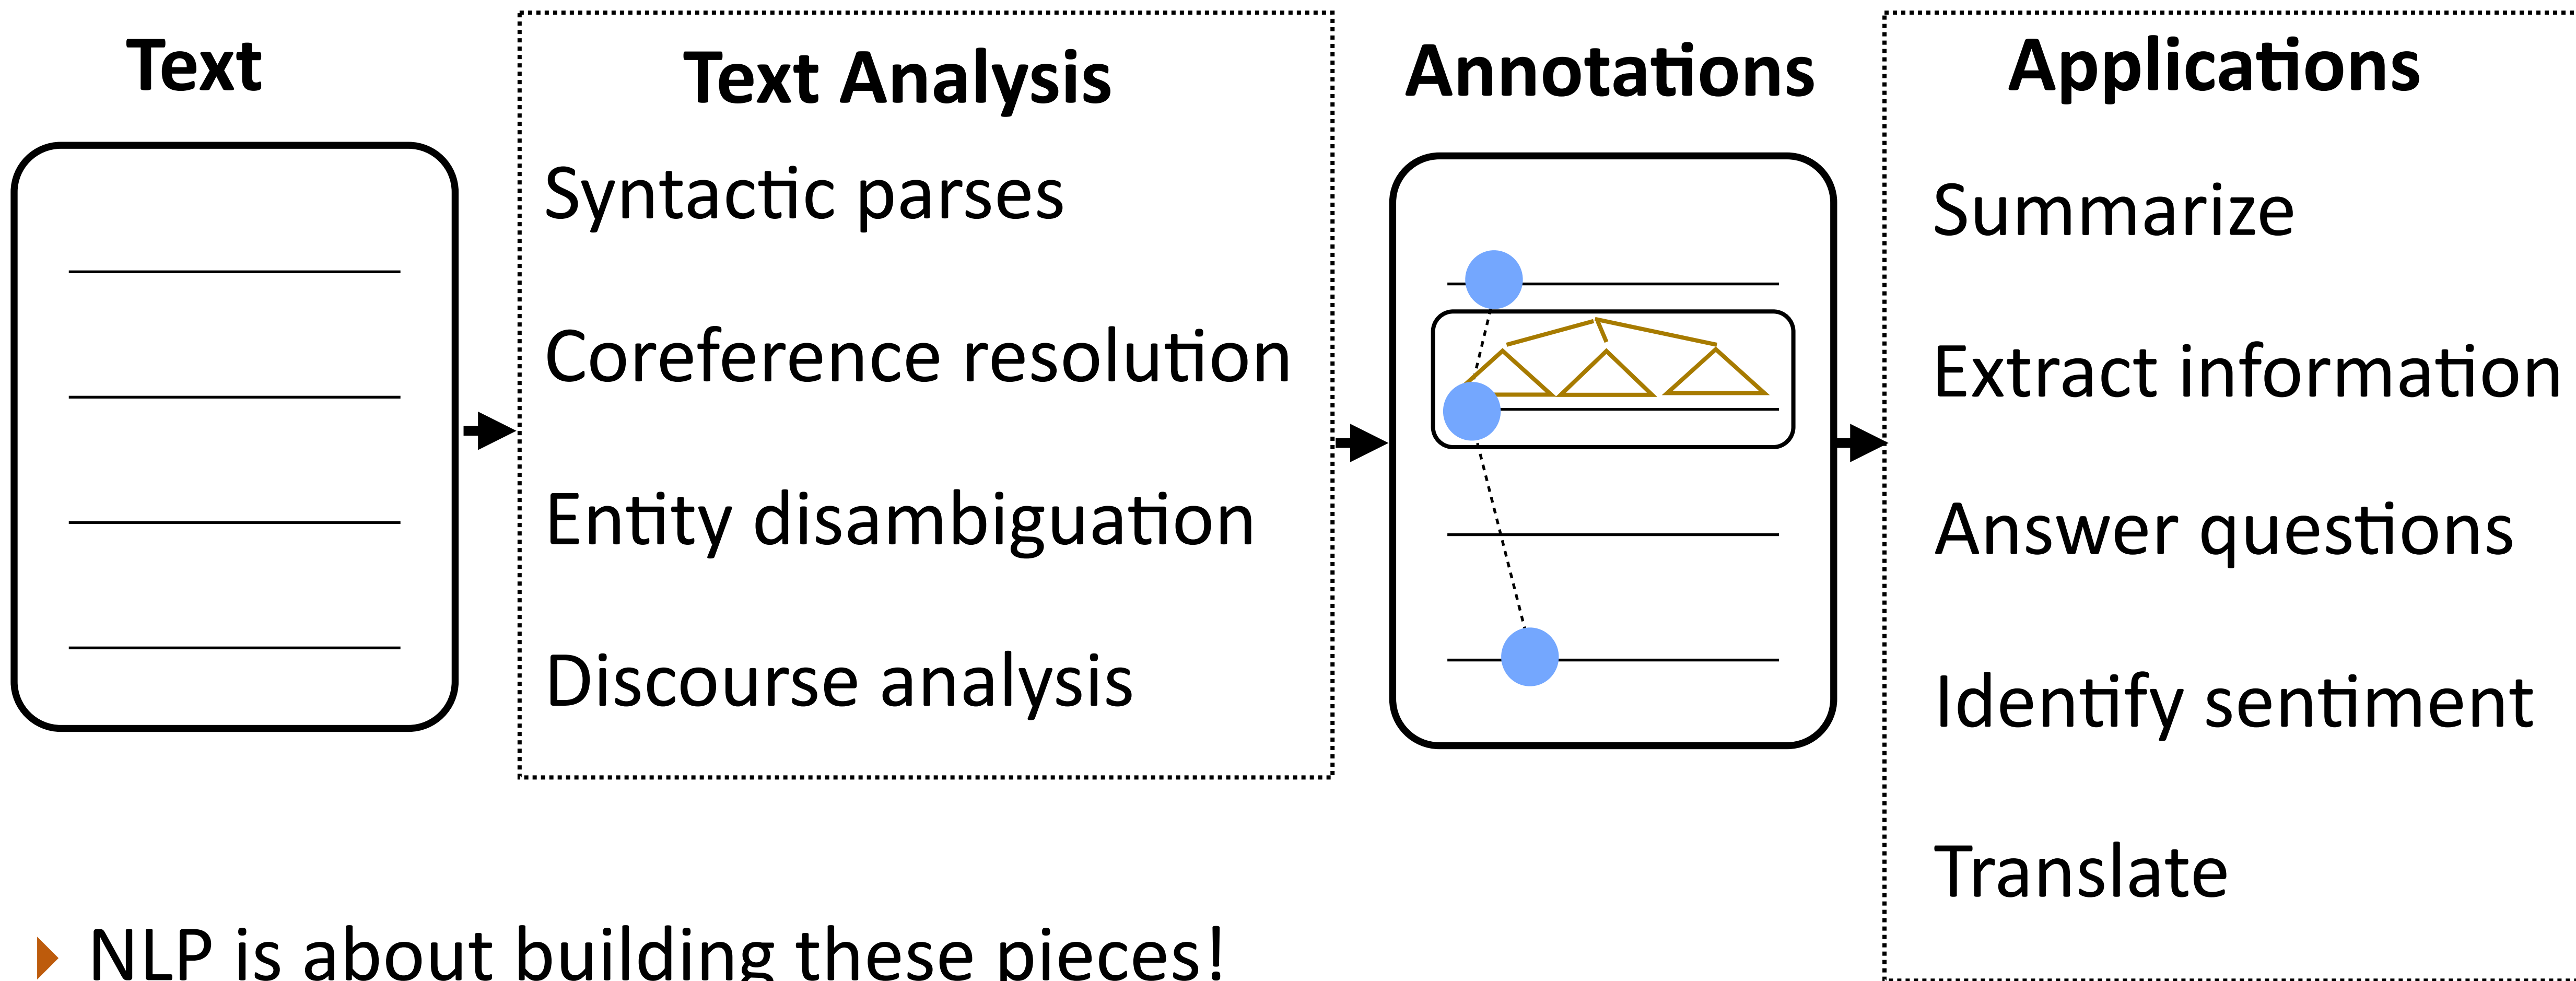 Text
Text Analysis
Syntactic parses
Coreference resolution
Entity disambiguation
Discourse analysis
Annotations
Applications
Summarize
Extract information
Answer questions
Identify sentiment
Translate
NLP is about building these pieces!